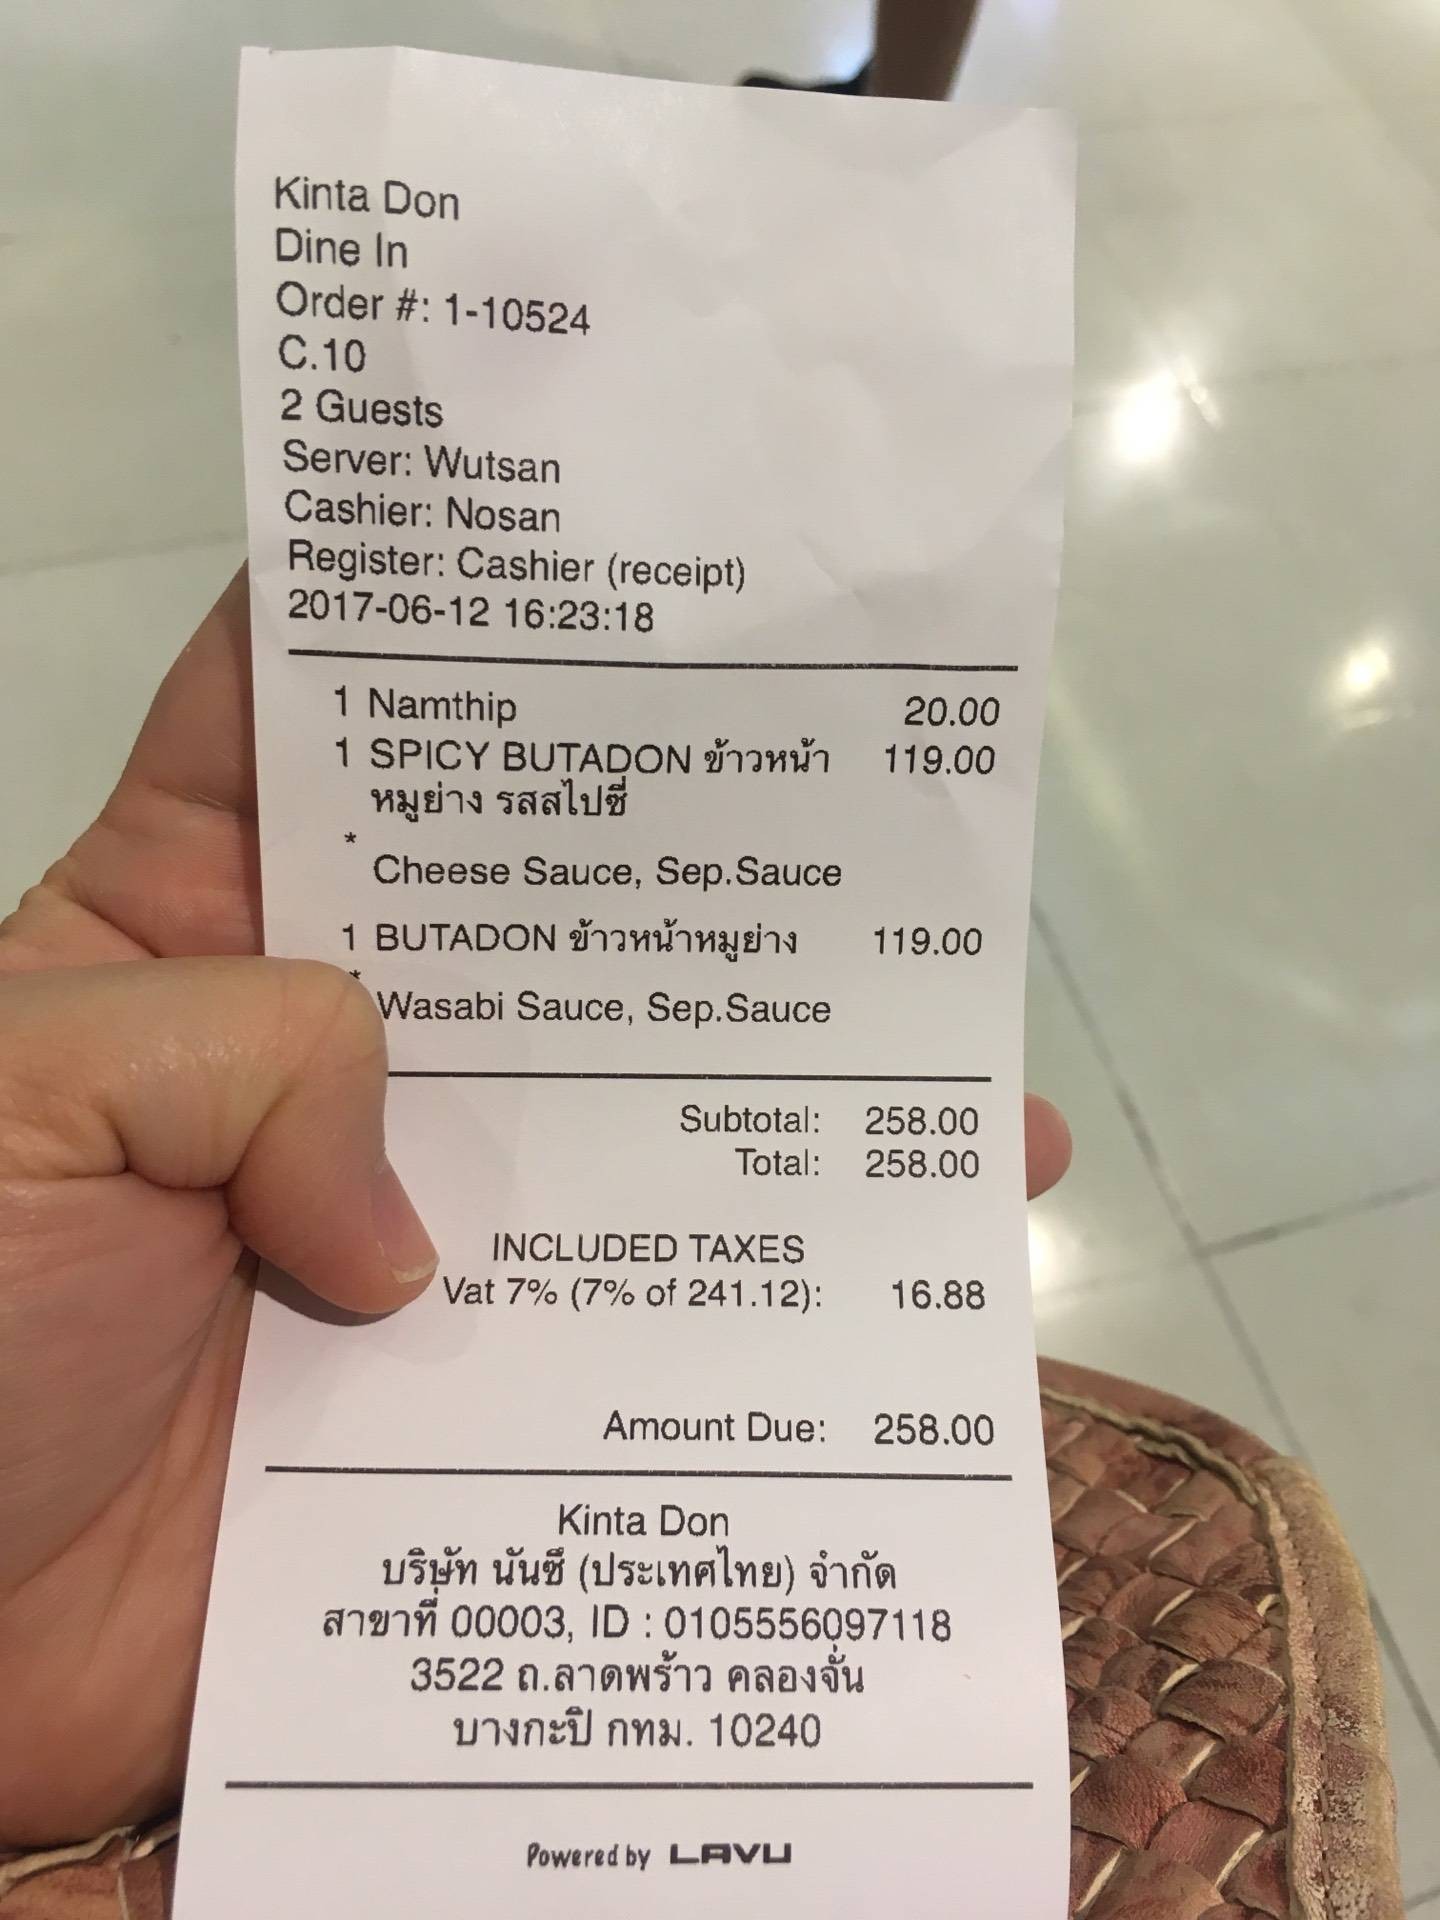 Kinta Don
Dine In
Order #: 1-10524
C.10
2 Guests
Server: Wutsan
Cashier: Nosan
Register: Cashier (receipt)
2017-06-12 16:23:18
1 Namthip 20.00
1 SPICY BUTADON ข้าวหน้า 119.00
หมูย่าง รสสไปซี่
*
Cheese Sauce, Sep.Sauce
1 BUTADON ข้าวหน้าหมูย่าง 119.00
*
Wasabi Sauce, Sep.Sauce
Subtotal: 258.00
Total: 258.00
INCLUDED TAXES
Vat 7% (7% of 241.12): 16.88
Amount Due: 258.00
Kinta Don
บริษัท นันซึ (ประเทศไทย) จำกัด
สาขาที่ 00003, ID : 0105556097118
3522 ถ.ลาดพร้าว คลองจั่น
บางกะปิ กทม. 10240
Powered by LAVU